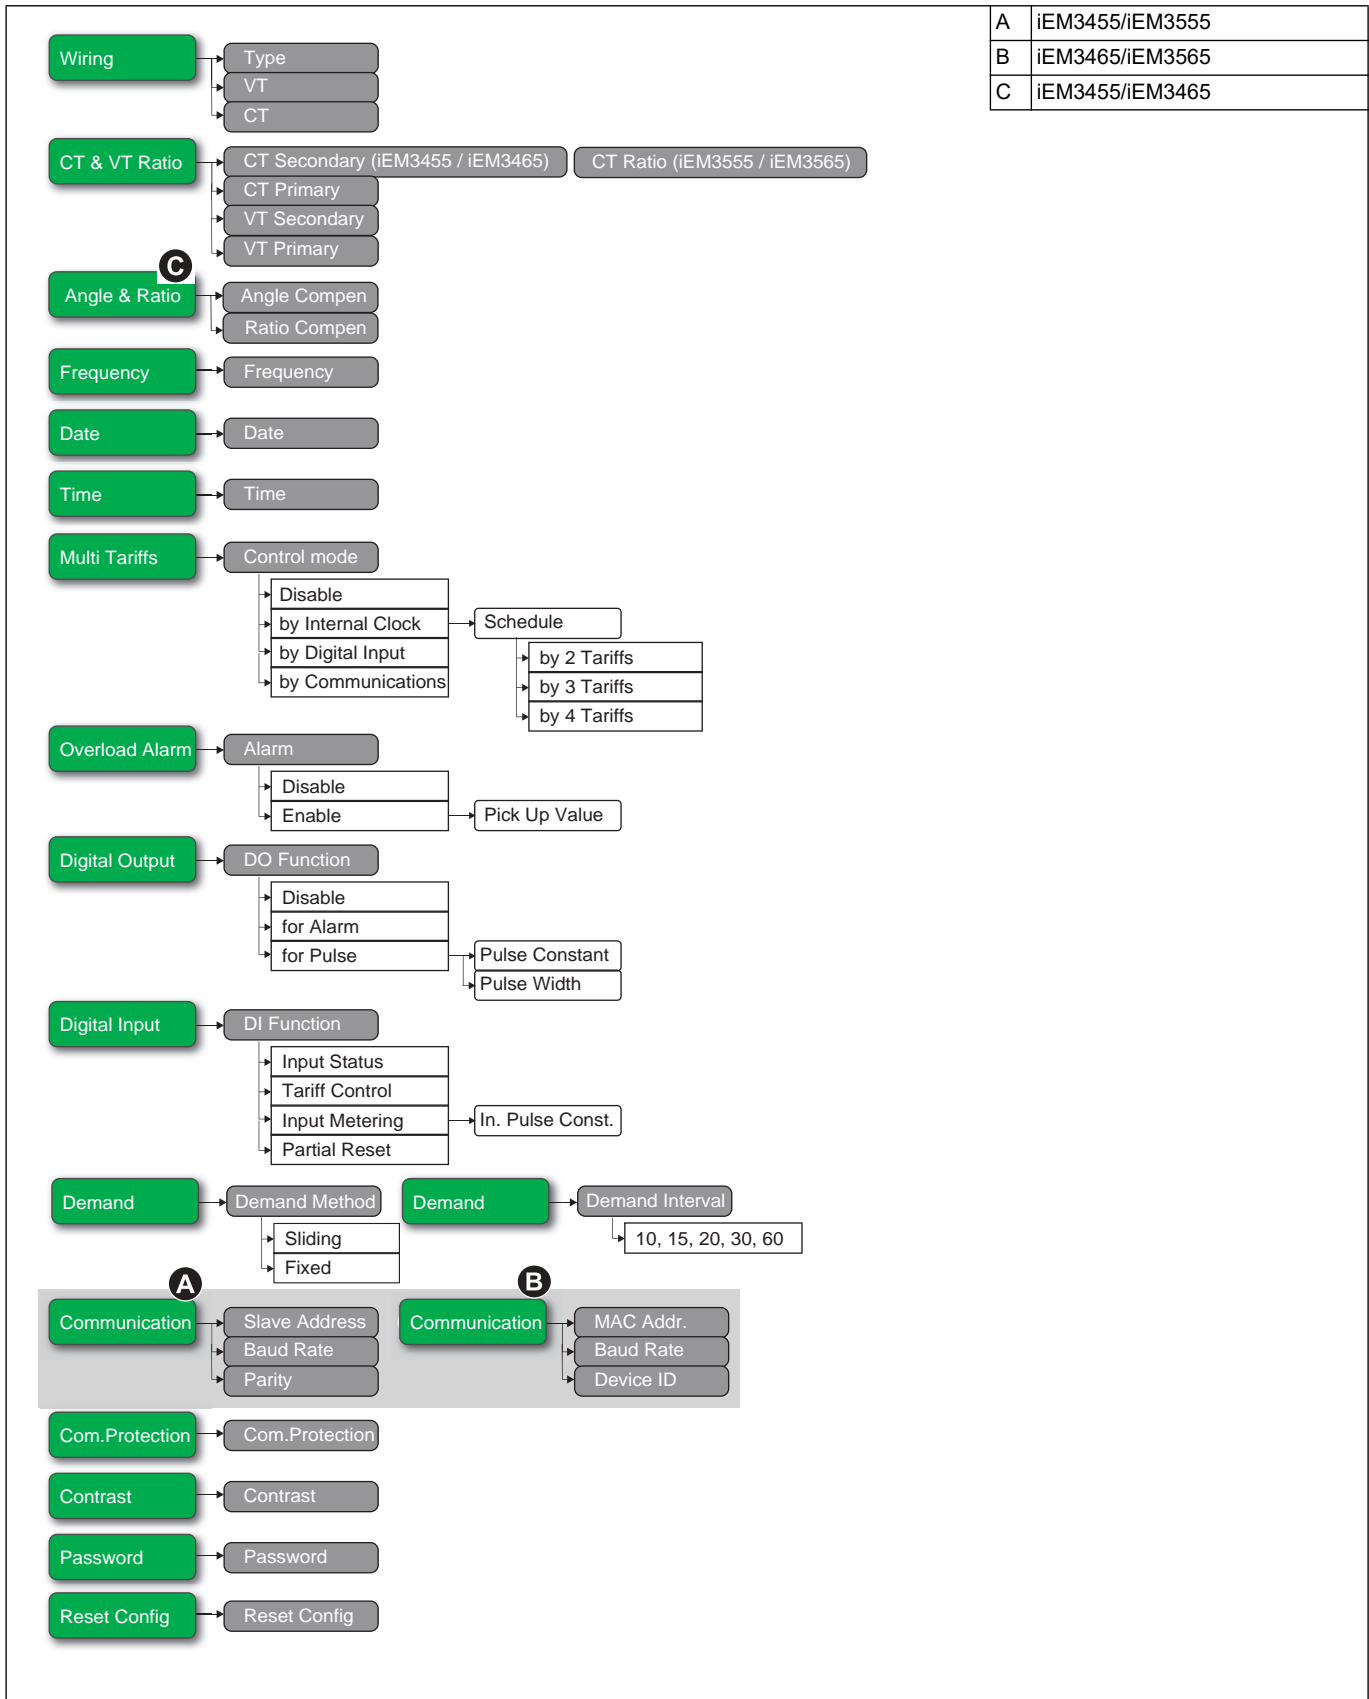 A iEM3455/iEM3555
B iEM3465/iEM3565
C iEM3455/iEM3465
Wiring
Type
VT
CT
CT & VT Ratio
CT Secondary (iEM3455 / iEM3465)
CT Ratio (iEM3555 / iEM3565)
CT Primary
VT Secondary
VT Primary
C
Angle & Ratio
Angle Compen
Ratio Compen
Frequency
Frequency
Date
Date
Time
Time
Multi Tariffs
Control mode
Disable
by Internal Clock
Schedule
by Digital Input
by 2 Tariffs
by Communications
by 3 Tariffs
by 4 Tariffs
Overload Alarm
Alarm
Disable
Enable
Pick Up Value
Digital Output
DO Function
Disable
for Alarm
for Pulse
Pulse Constant
Pulse Width
Digital Input
DI Function
Input Status
Tariff Control
Input Metering
In. Pulse Const.
Partial Reset
Demand
Demand Method
Sliding
Fixed
Demand
Demand Interval
10, 15, 20, 30, 60
A
Communication
Slave Address
Baud Rate
Parity
B
Communication
MAC Addr.
Baud Rate
Device ID
Com.Protection
Com.Protection
Contrast
Contrast
Password
Password
Reset Config
Reset Config